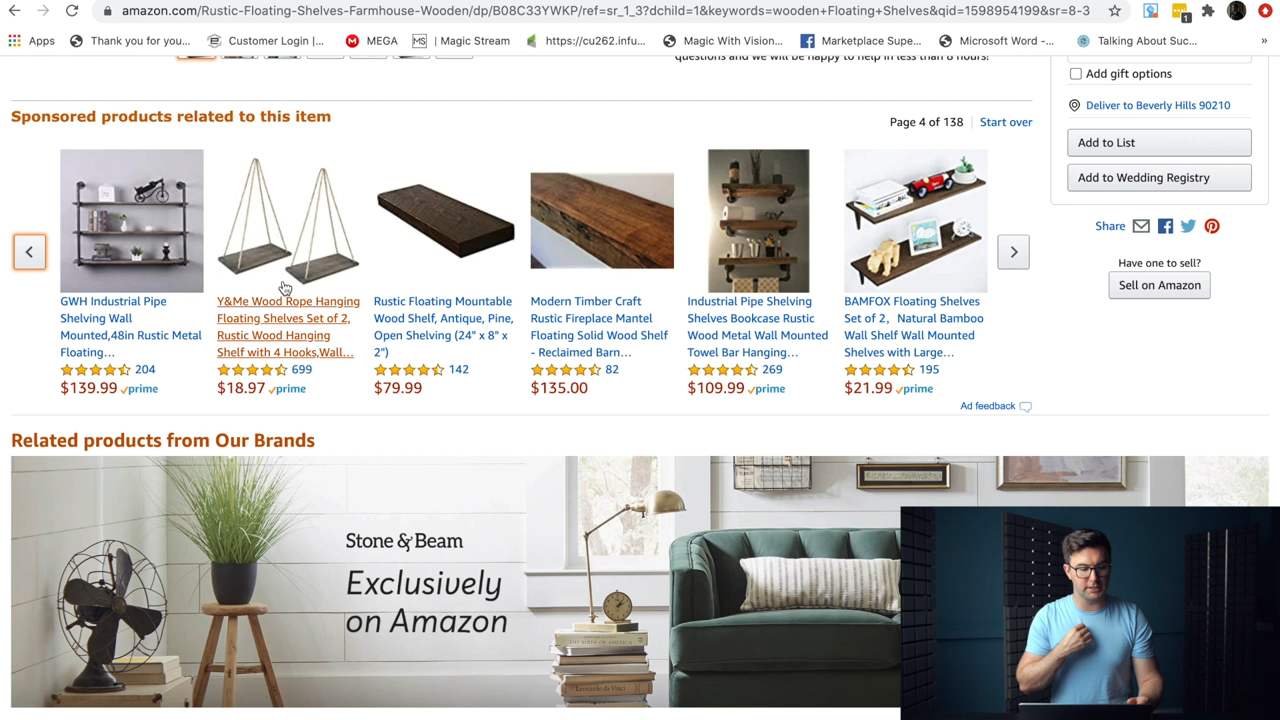 amazon.com/Rustic-Floating-Shelves-Farmhouse-Wooden/dp/B08C33YWKP/ref=sr_1_3?dchild=1&keywords=wooden+Floating+Shelves&qid=1598954199&sr=8-3
1
Apps
Thank you for you...
Customer Login |...
MEGA
MS
| Magic Stream
https://cu262.infu...
Magic With Vision...
Marketplace Supe...
Microsoft Word -...
Talking About Suc...
»
questions and we will be happy to help in less than 8 hours!
Add gift options
Deliver to Beverly Hills 90210
Add to List
Add to Wedding Registry
Share
Have one to sell?
Sell on Amazon
Sponsored products related to this item
Page 4 of 138
Start over
GWH Industrial Pipe
Shelving Wall
Mounted,48in Rustic Metal
Floating...
204
$139.99 prime
Y&Me Wood Rope Hanging
Floating Shelves Set of 2,
Rustic Wood Hanging
Shelf with 4 Hooks,Wall...
699
$18.97 prime
Rustic Floating Mountable
Wood Shelf, Antique, Pine,
Open Shelving (24" x 8" x
2")
142
$79.99
Modern Timber Craft
Rustic Fireplace Mantel
Floating Solid Wood Shelf
- Reclaimed Barn...
82
$135.00
Industrial Pipe Shelving
Shelves Bookcase Rustic
Wood Metal Wall Mounted
Towel Bar Hanging...
269
$109.99 prime
BAMFOX Floating Shelves
Set of 2，Natural Bamboo
Wall Shelf Wall Mounted
Shelves with Large...
195
$21.99 prime
Ad feedback
Related products from Our Brands
Stone & Beam
Exclusively
on Amazon